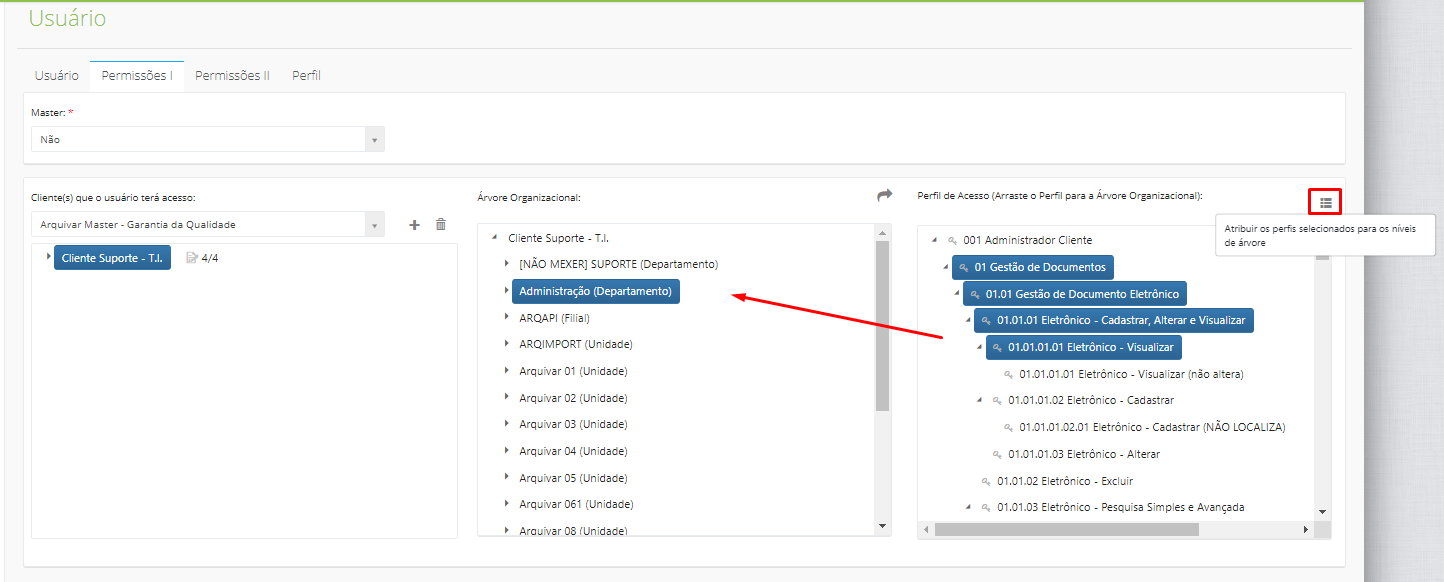 Usuário
Usuário Permissões I Permissões II Perfil
Master: *
Não
Cliente(s) que o usuário terá acesso:
Arquivar Master - Garantia da Qualidade
Cliente Suporte - T.I. 4/4
Árvore Organizacional:
Cliente Suporte - T.I.
[NÃO MEXER] SUPORTE (Departamento)
Administração (Departamento)
ARQAPI (Filial)
ARQIMPORT (Unidade)
Arquivar 01 (Unidade)
Arquivar 02 (Unidade)
Arquivar 03 (Unidade)
Arquivar 04 (Unidade)
Arquivar 05 (Unidade)
Arquivar 061 (Unidade)
Arquivar 08 (Unidade)
Perfil de Acesso (Arraste o Perfil para a Árvore Organizacional):
Atribuir os perfis selecionados para os níveis
de árvore
001 Administrador Cliente
01 Gestão de Documentos
01.01 Gestão de Documento Eletrônico
01.01.01 Eletrônico - Cadastrar, Alterar e Visualizar
01.01.01.01 Eletrônico - Visualizar
01.01.01.01 Eletrônico - Visualizar (não altera)
01.01.01.02 Eletrônico - Cadastrar
01.01.01.02.01 Eletrônico - Cadastrar (NÃO LOCALIZA)
01.01.01.03 Eletrônico - Alterar
01.01.02 Eletrônico - Excluir
01.01.03 Eletrônico - Pesquisa Simples e Avançada